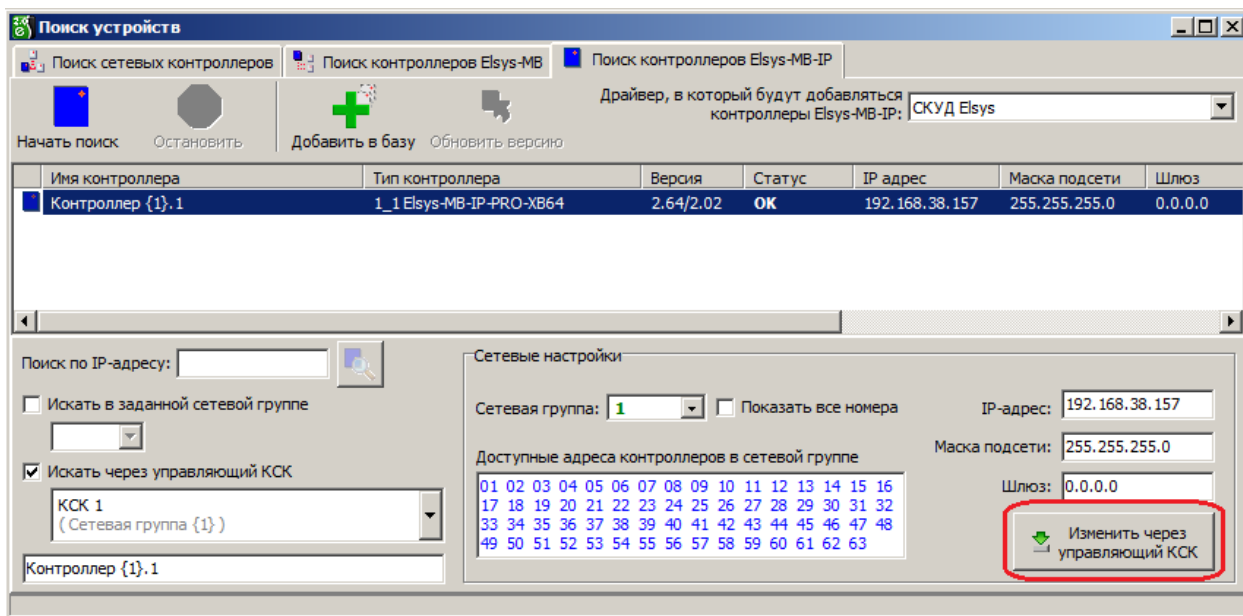 Поиск устройств
Поиск сетевых контроллеров
Поиск контроллеров Elsys-MB
Поиск контроллеров Elsys-MB-IP
Начать поиск
Остановить
Добавить в базу
Обновить версию
Драйвер, в который будут добавляться
контроллеры Elsys-MB-IP:
СКУД Elsys
Имя контроллера Тип контроллера Версия Статус IP адрес Маска подсети Шлюз
Контроллер {1}.1 1_1 Elsys-MB-IP-PRO-XB64 2.64/2.02 OK 192.168.38.157 255.255.255.0 0.0.0.0
Поиск по IP-адресу:
Искать в заданной сетевой группе
Искать через управляющий КСК
КСК 1
( Сетевая группа {1} )
Контроллер {1}.1
Сетевые настройки
Сетевая группа: 1
Показать все номера
Доступные адреса контроллеров в сетевой группе
01 02 03 04 05 06 07 08 09 10 11 12 13 14 15 16
17 18 19 20 21 22 23 24 25 26 27 28 29 30 31 32
33 34 35 36 37 38 39 40 41 42 43 44 45 46 47 48
49 50 51 52 53 54 55 56 57 58 59 60 61 62 63
IP-адрес: 192.168.38.157
Маска подсети: 255.255.255.0
Шлюз: 0.0.0.0
Изменить через
управляющий КСК